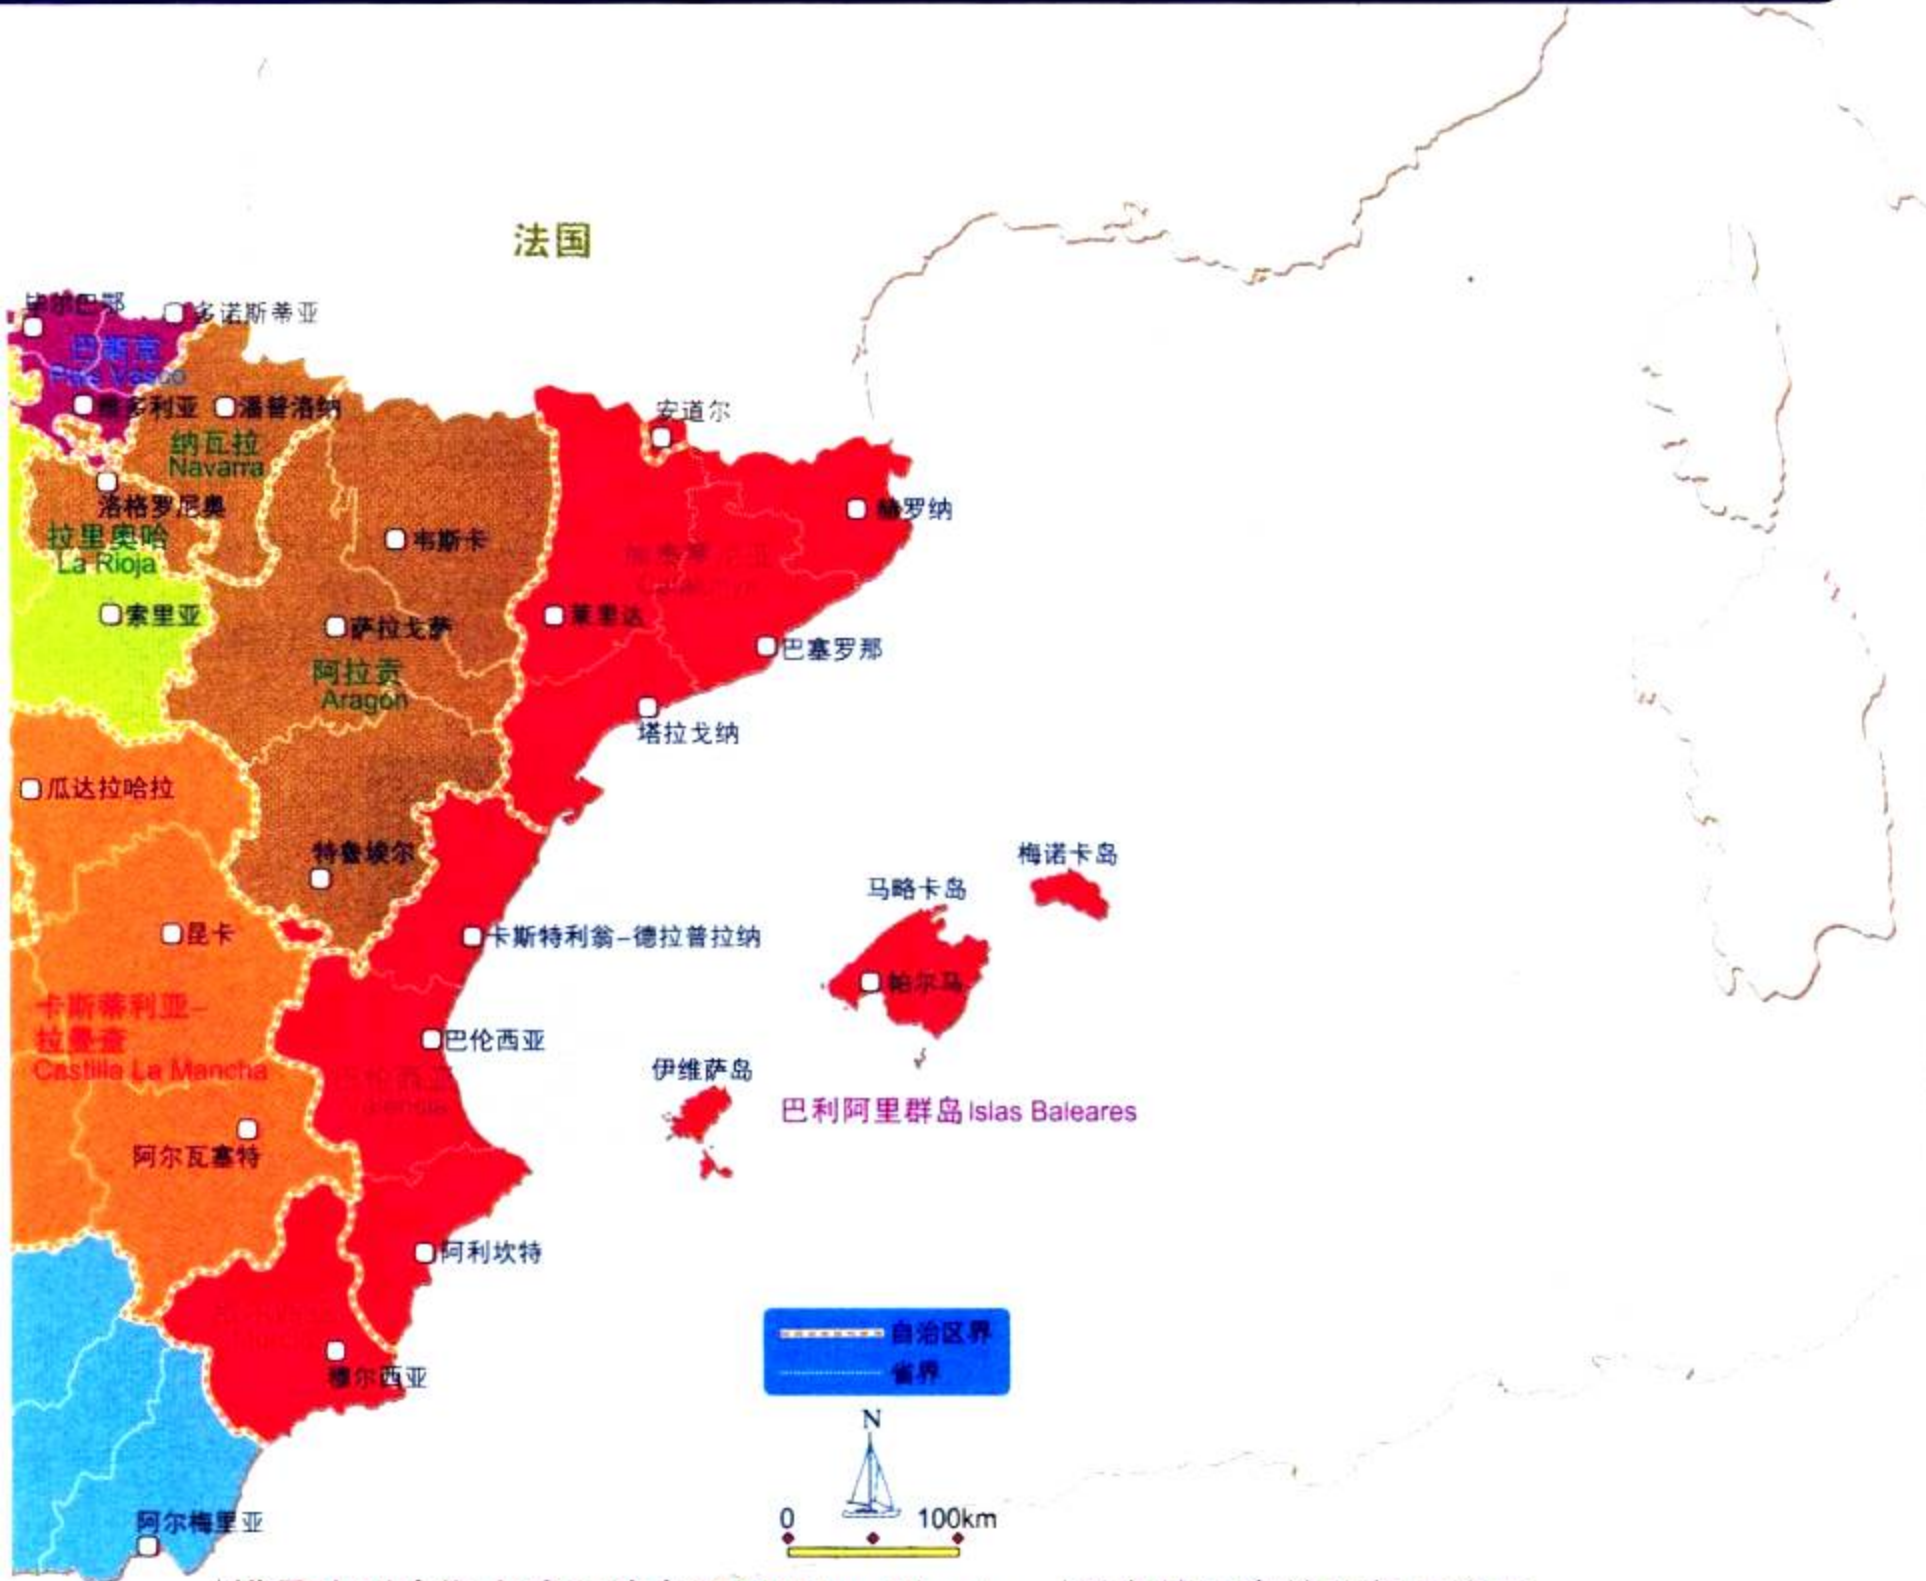 法国
毕尔巴鄂
多诺斯蒂亚
巴斯克
País Vasco
维多利亚
潘普洛纳
安道尔
纳瓦拉
Navarra
洛格罗尼奥
赫罗纳
拉里奥哈
La Rioja
韦斯卡
索里亚
萨拉戈萨
莱里达
巴塞罗那
阿拉贡
Aragón
塔拉戈纳
瓜达拉哈拉
特鲁埃尔
梅诺卡岛
马略卡岛
昆卡
卡斯特利翁-德拉普拉纳
帕尔马
卡斯蒂利亚-
拉曼查
Castilla La Mancha
巴伦西亚
伊维萨岛
巴利阿里群岛 Islas Baleares
阿尔瓦塞特
阿利坎特
自治区界
省界
穆尔西亚
N
阿尔梅里亚
0 100km